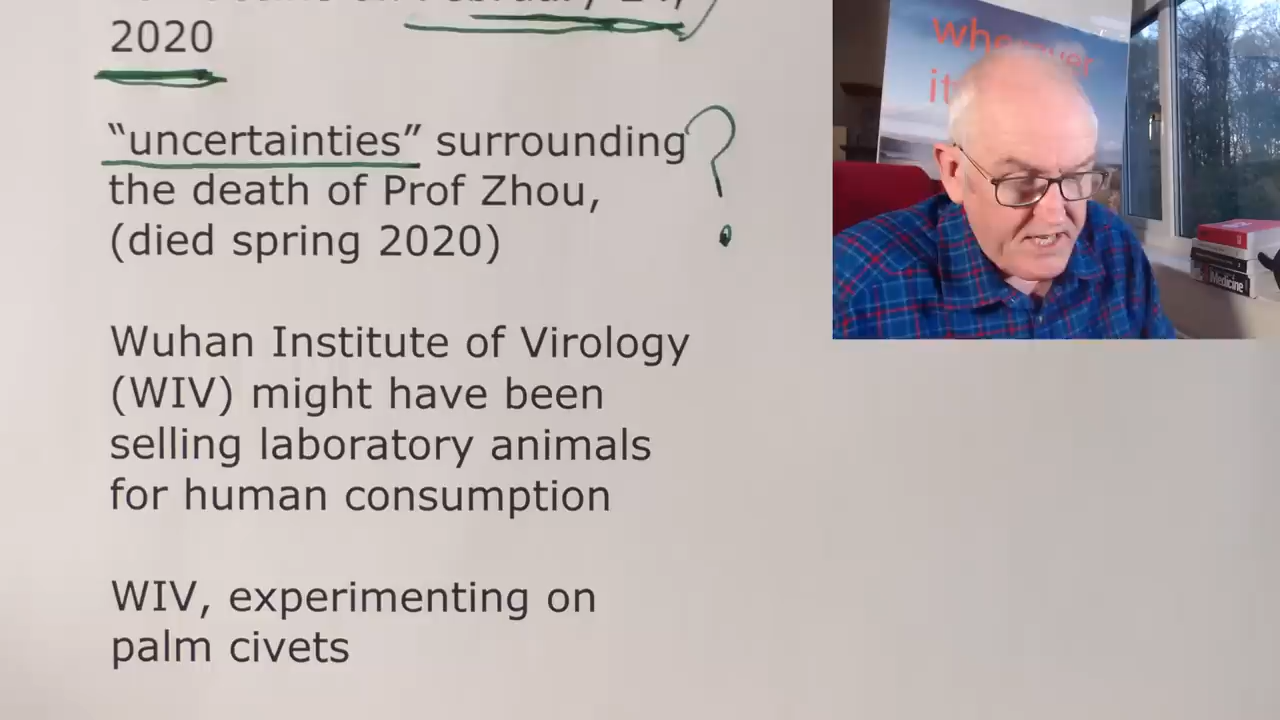 2020
“uncertainties” surrounding ?
the death of Prof Zhou,
(died spring 2020)
Wuhan Institute of Virology
(WIV) might have been
selling laboratory animals
for human consumption
WIV, experimenting on
palm civets
Medicine